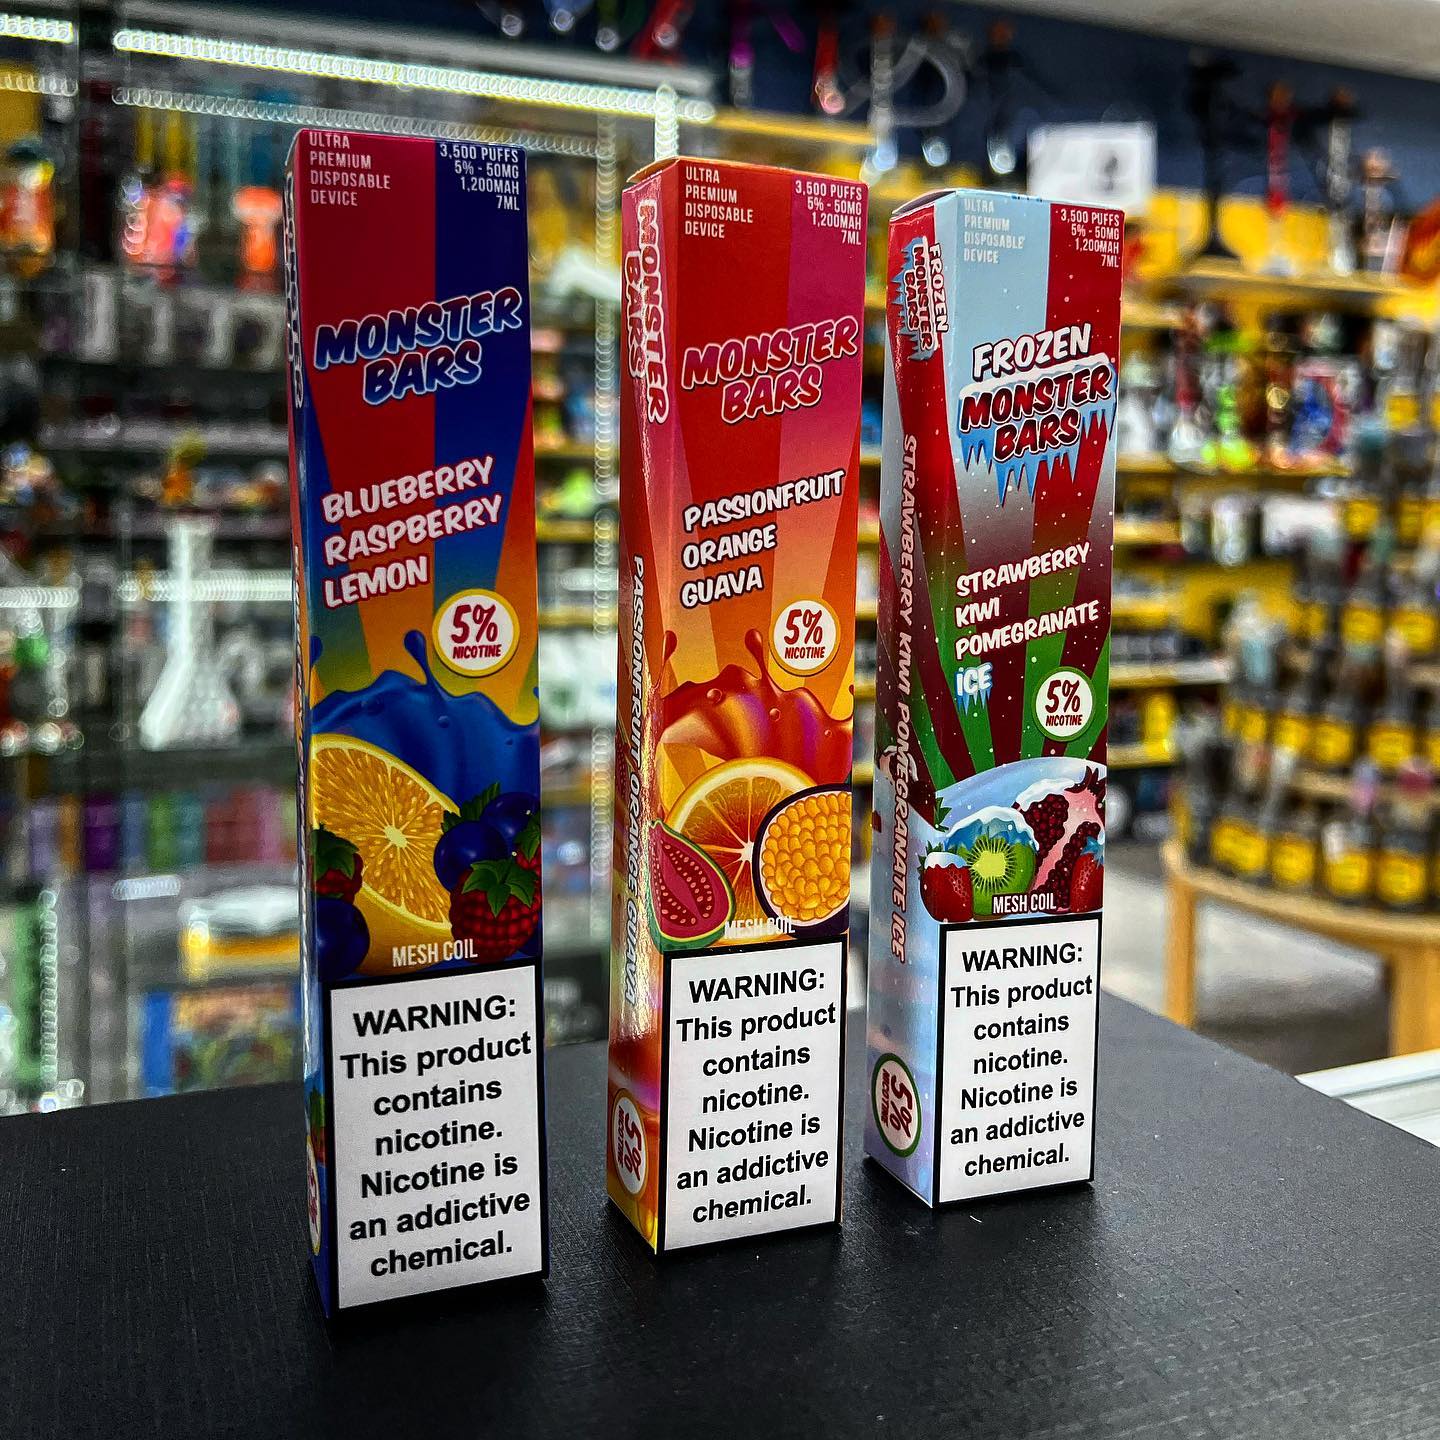 ULTRA
PREMIUM
DISPOSABLE
DEVICE
3,500 PUFFS
5% - 50MG
1,200MAH
7ML
MONSTER
BARS
BLUEBERRY
RASPBERRY
LEMON
5%
NICOTINE
MESH COIL
WARNING:
This product
contains
nicotine.
Nicotine is
an addictive
chemical.
MONSTER
BARS
PASSIONFRUIT ORANGE GUAVA
5%
NICOTINE
ULTRA
PREMIUM
DISPOSABLE
DEVICE
3,500 PUFFS
5% - 50MG
1,200MAH
7ML
MONSTER
BARS
PASSIONFRUIT
ORANGE
GUAVA
5%
NICOTINE
MESH COIL
WARNING:
This product
contains
nicotine.
Nicotine is
an addictive
chemical.
FROZEN
MONSTER
BARS
STRAWBERRY KIWI POMEGRANATE ICE
5%
NICOTINE
ULTRA
PREMIUM
DISPOSABLE
DEVICE
3,500 PUFFS
5% - 50MG
1,200MAH
7ML
FROZEN
MONSTER
BARS
STRAWBERRY
KIWI
POMEGRANATE
ICE
5%
NICOTINE
MESH COIL
WARNING:
This product
contains
nicotine.
Nicotine is
an addictive
chemical.